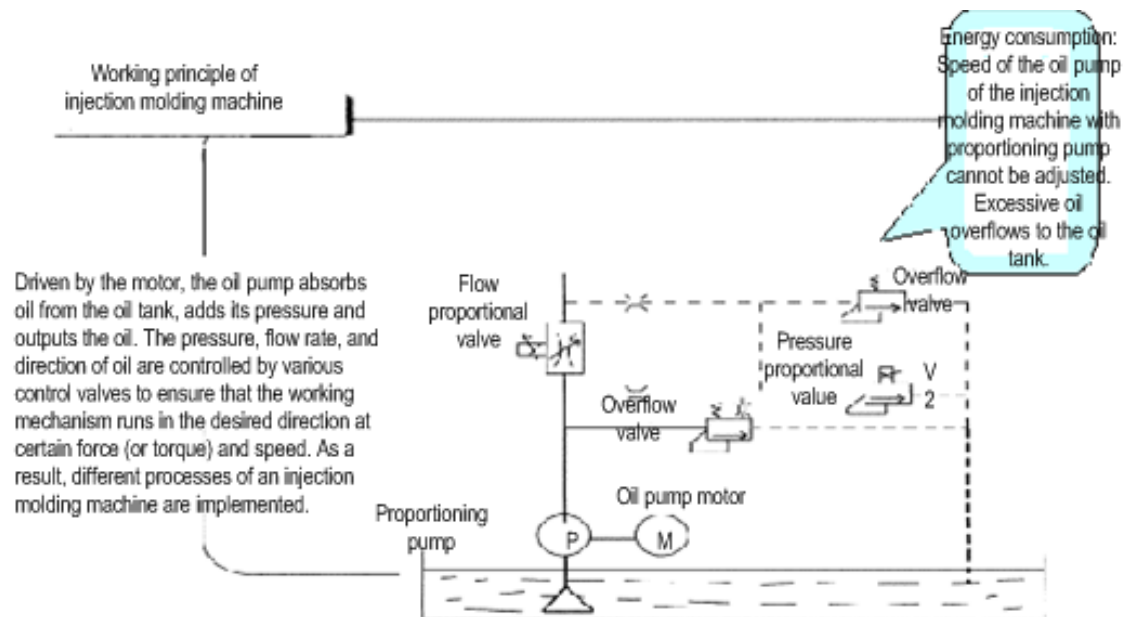 Working principle of
injection molding machine
Energy consumption:
Speed of the oil pump
of the injection
molding machine with
proportioning pump
cannot be adjusted.
Excessive oil
overflows to the oil
tank.
Driven by the motor, the oil pump absorbs
oil from the oil tank, adds its pressure and
outputs the oil. The pressure, flow rate, and
direction of oil are controlled by various
control valves to ensure that the working
mechanism runs in the desired direction at
certain force (or torque) and speed. As a
result, different processes of an injection
molding machine are implemented.
Flow
proportional
valve
Overflow
valve
Pressure
proportional
value
V
2
Overflow
valve
Oil pump motor
Proportioning
pump
P
M